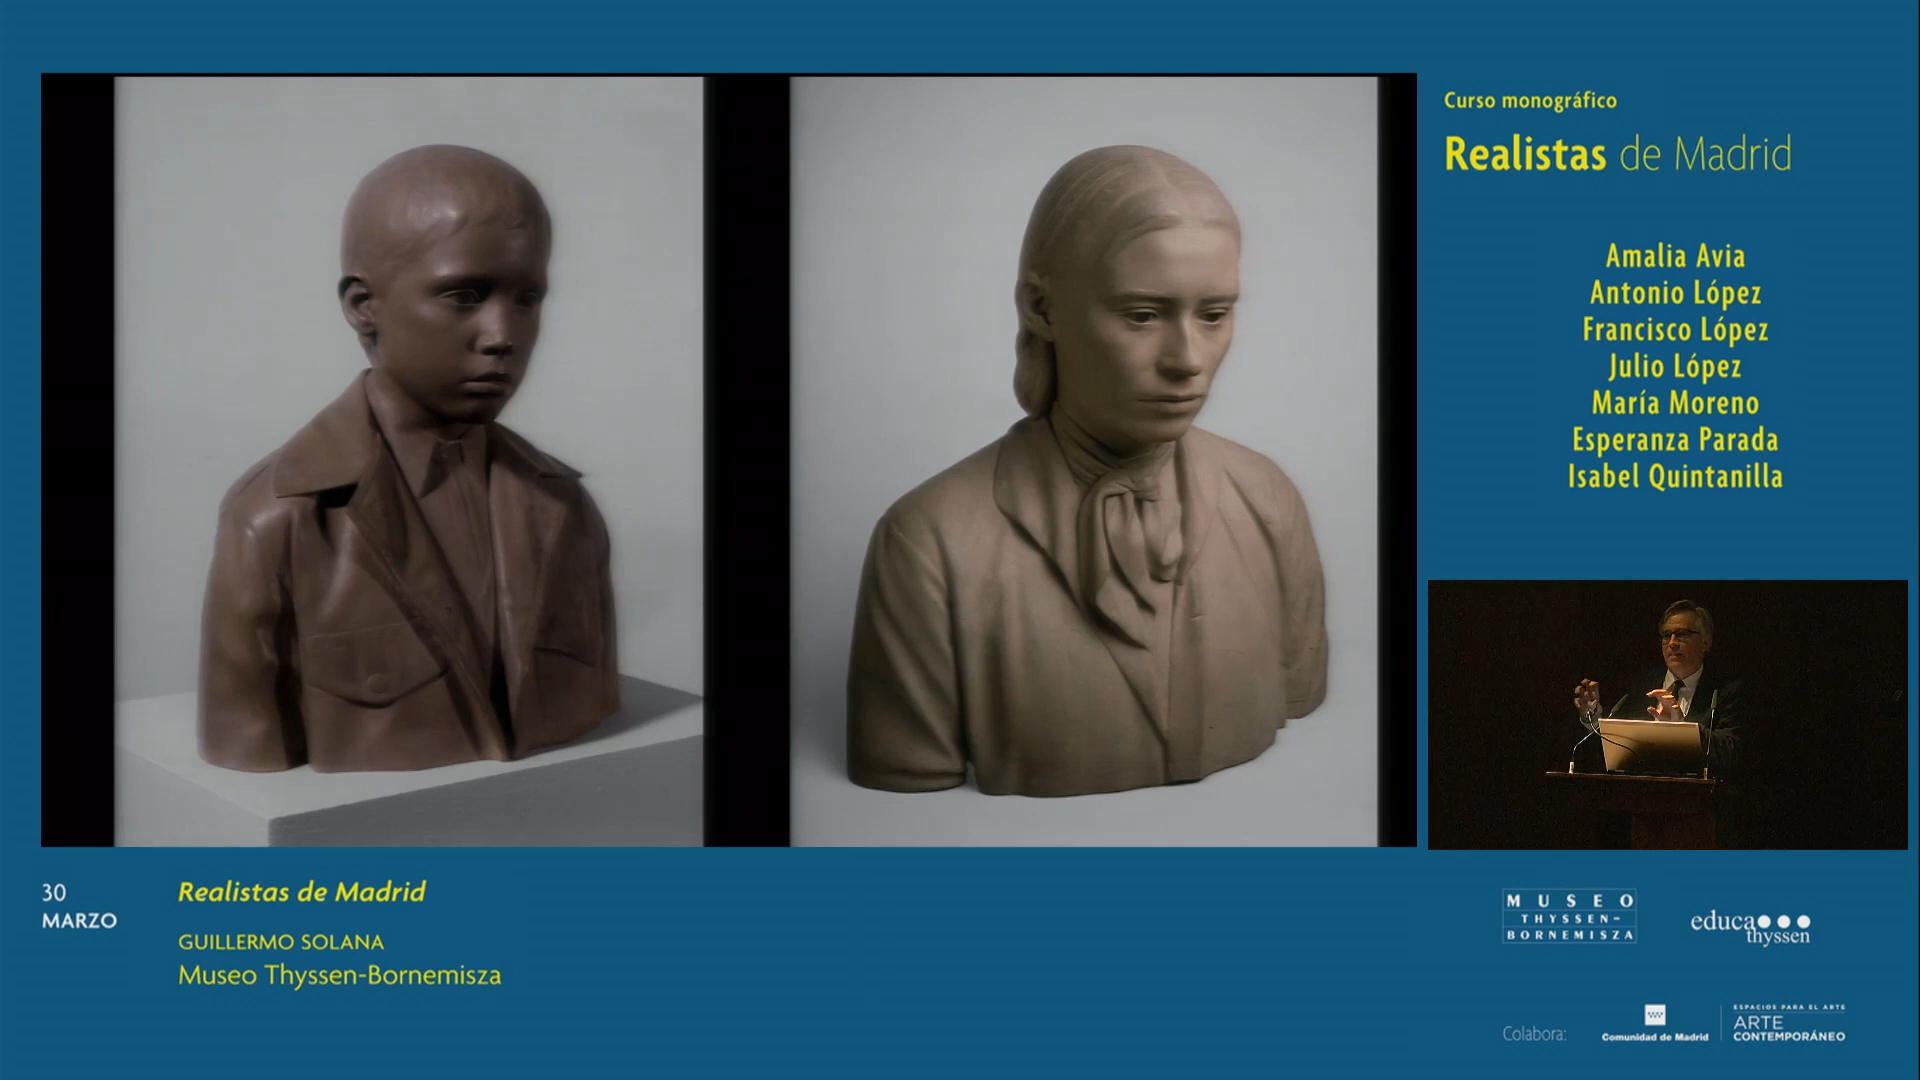 Curso monográfico
Realistas de Madrid
Amalia Avia
Antonio López
Francisco López
Julio López
María Moreno
Esperanza Parada
Isabel Quintanilla
30
MARZO
Realistas de Madrid
GUILLERMO SOLANA
Museo Thyssen-Bornemisza
MUSEO
THYSSEN-
BORNEMISZA
educa
thyssen
Colabora:
Comunidad de Madrid
ESPACIOS PARA EL ARTE
ARTE
CONTEMPORÁNEO